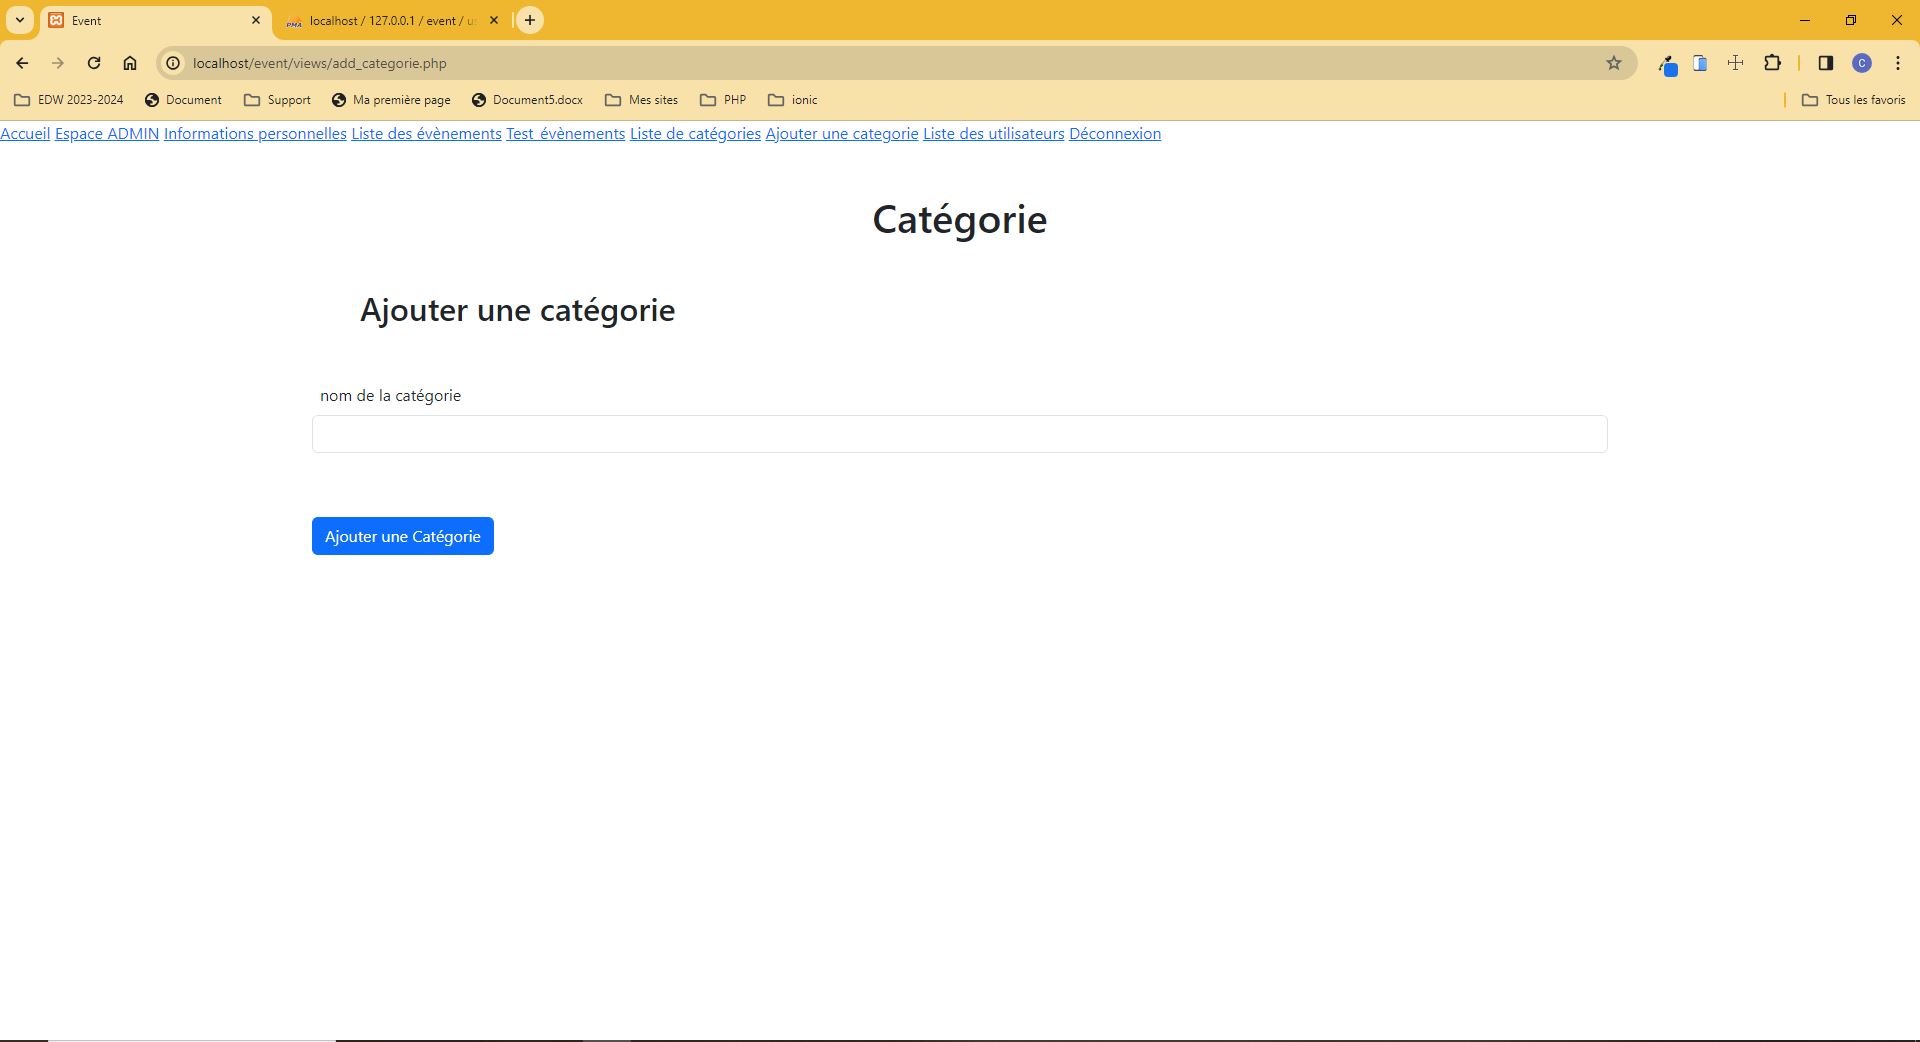 Event
localhost / 127.0.0.1 / event / u
localhost/event/views/add_categorie.php
C
EDW 2023-2024 Document Support Ma première page Document5.docx Mes sites PHP ionic Tous les favoris
Accueil Espace ADMIN Informations personnelles Liste des évènements Test évènements Liste de catégories Ajouter une categorie Liste des utilisateurs Déconnexion
Catégorie
Ajouter une catégorie
nom de la catégorie
Ajouter une Catégorie